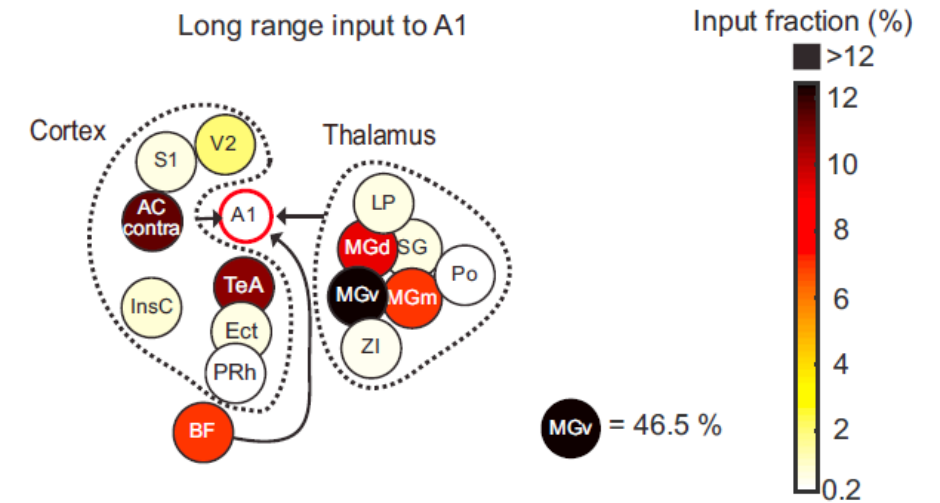 Long range input to A1
Input fraction (%)
>12
12
10
8
6
4
2
0.2
Cortex
Thalamus
S1
V2
AC
contra
A1
InsC
TeA
Ect
PRh
BF
LP
MGd
SG
Po
MGv
MGm
ZI
MGv = 46.5 %